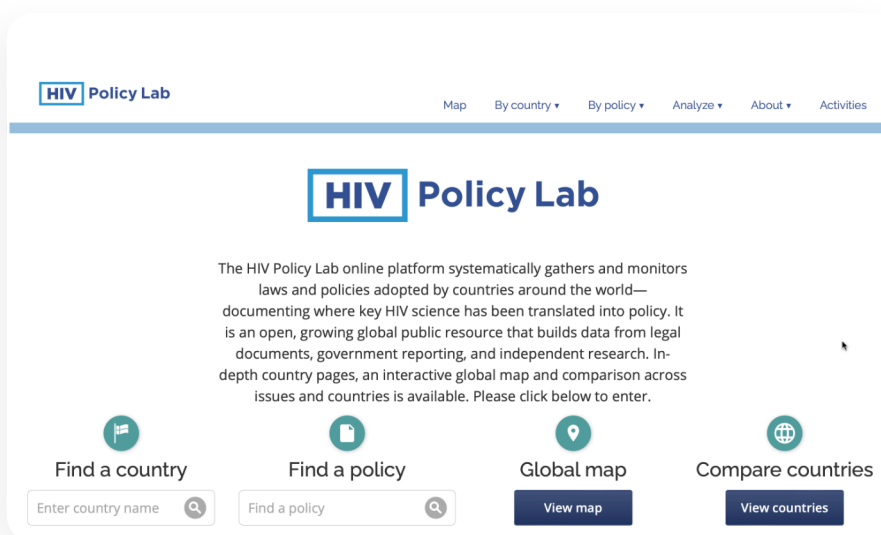 HIV Policy Lab
Map By country ▾ By policy ▾ Analyze ▾ About ▾ Activities
HIV Policy Lab
The HIV Policy Lab online platform systematically gathers and monitors
laws and policies adopted by countries around the world—
documenting where key HIV science has been translated into policy. It
is an open, growing global public resource that builds data from legal
documents, government reporting, and independent research. In-
depth country pages, an interactive global map and comparison across
issues and countries is available. Please click below to enter.
Find a country Find a policy Global map Compare countries
Enter country name Find a policy View map View countries